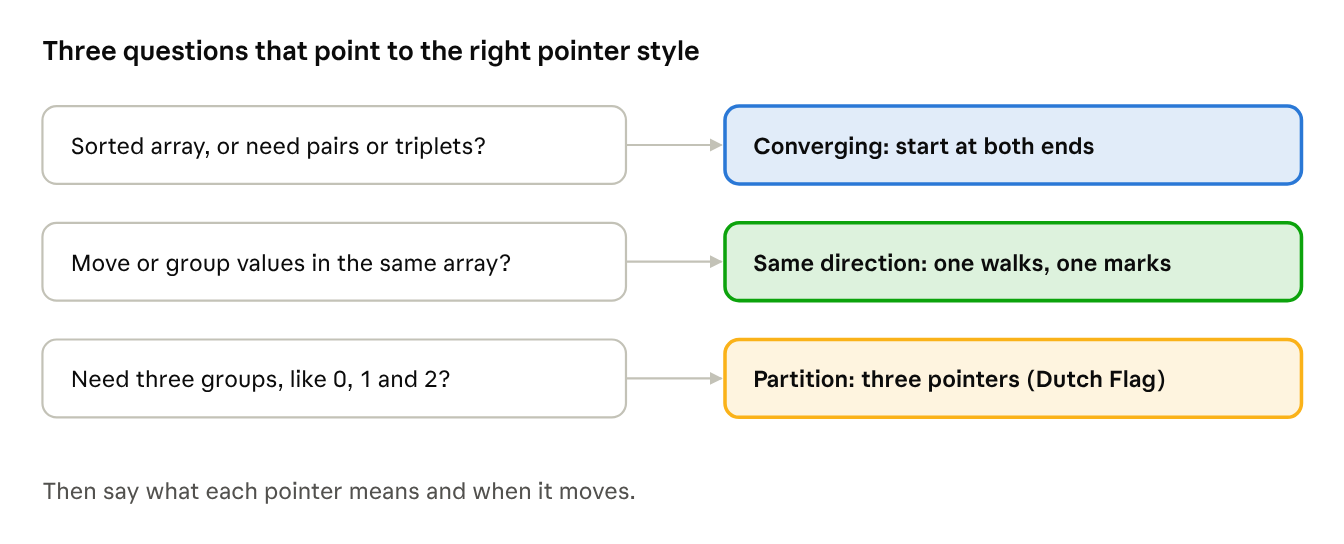 Three questions that point to the right pointer style
Sorted array, or need pairs or triplets?
Converging: start at both ends
Move or group values in the same array?
Same direction: one walks, one marks
Need three groups, like 0, 1 and 2?
Partition: three pointers (Dutch Flag)
Then say what each pointer means and when it moves.